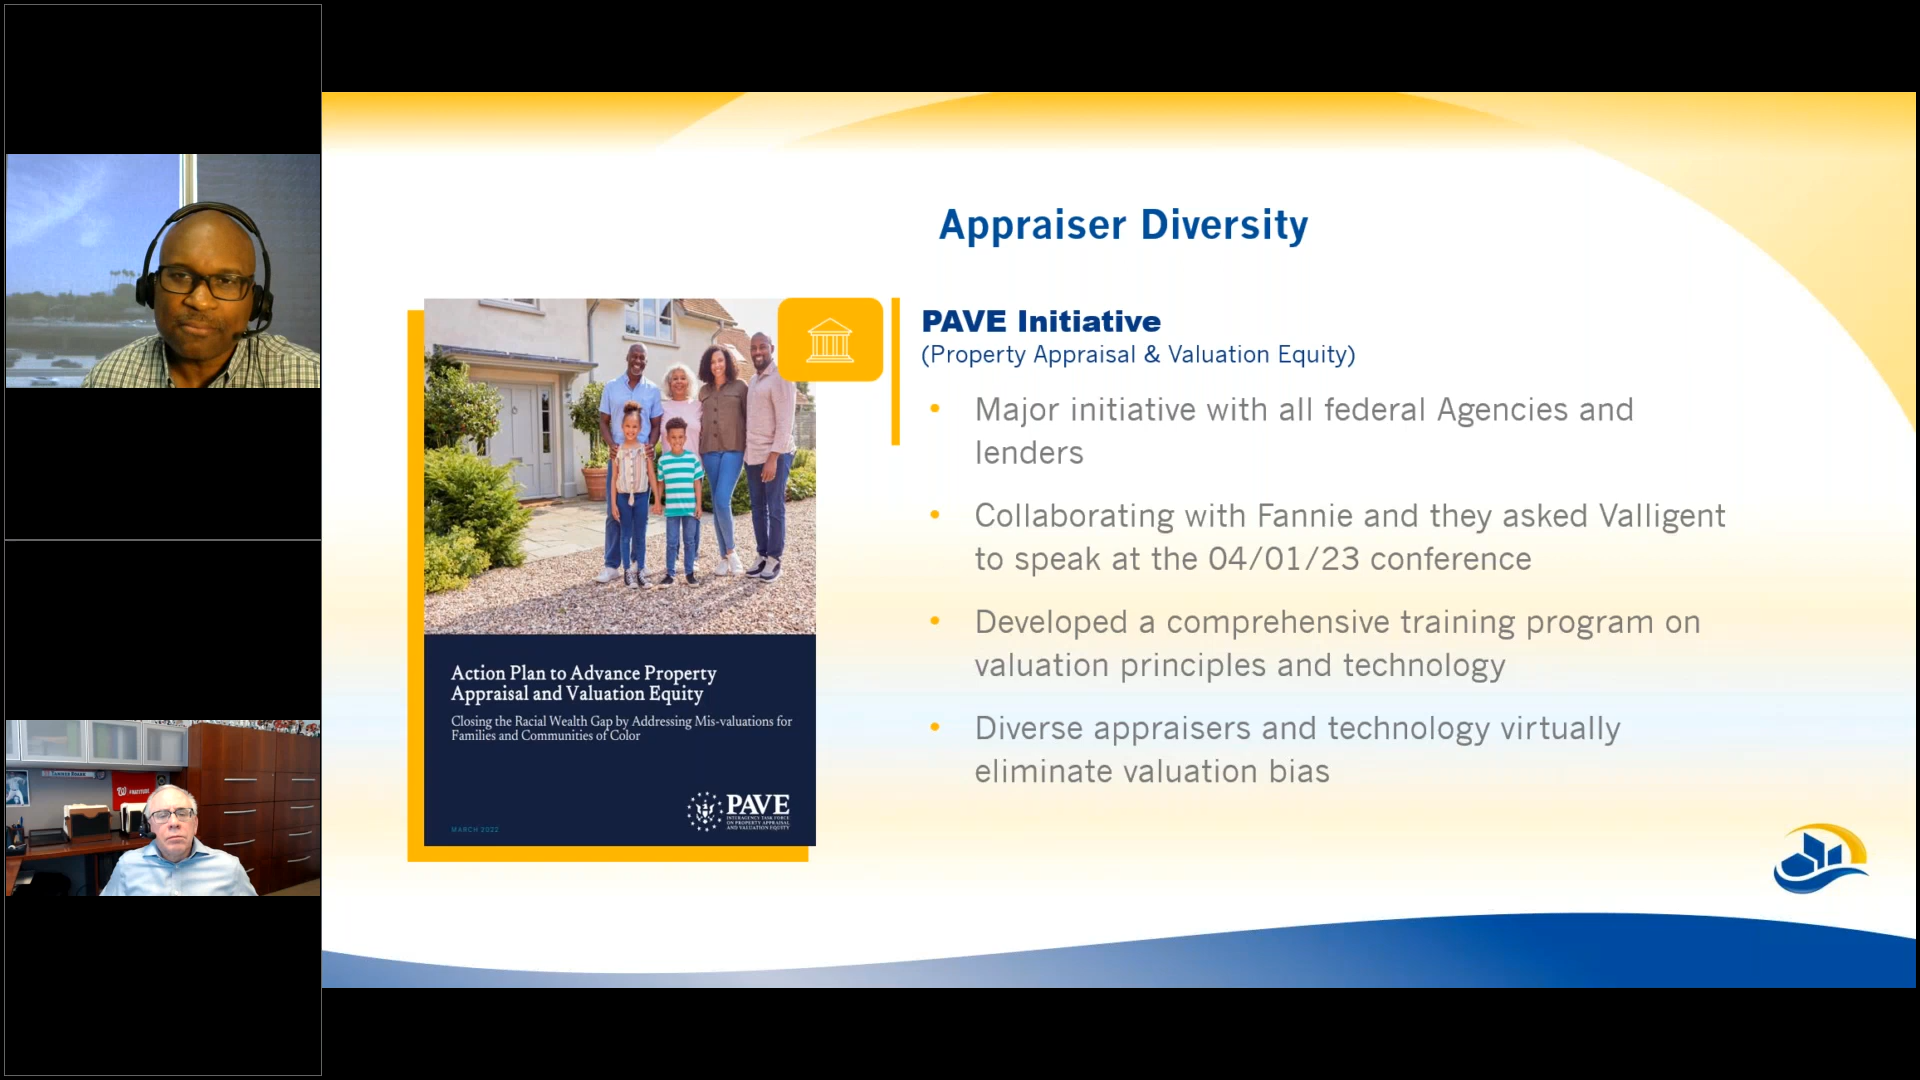 Appraiser Diversity
PAVE Initiative
(Property Appraisal & Valuation Equity)
• Major initiative with all federal Agencies and
lenders
• Collaborating with Fannie and they asked Valligent
to speak at the 04/01/23 conference
• Developed a comprehensive training program on
valuation principles and technology
• Diverse appraisers and technology virtually
eliminate valuation bias
Action Plan to Advance Property
Appraisal and Valuation Equity
Closing the Racial Wealth Gap by Addressing Mis-valuations for
Families and Communities of Color
MARCH 2022
PAVE
INTERAGENCY TASK FORCE
ON PROPERTY APPRAISAL
AND VALUATION EQUITY
W